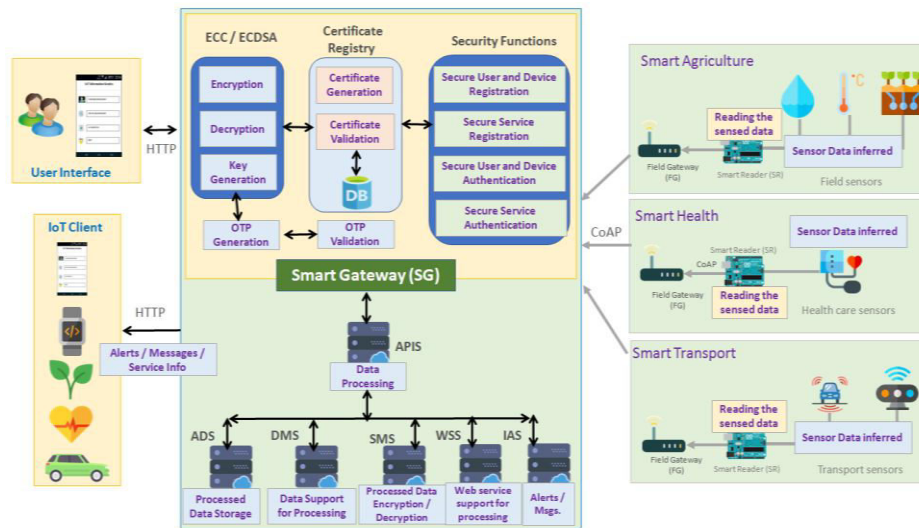 User Interface
HTTP
IoT Client
HTTP
Alerts / Messages /
Service Info
ECC / ECDSA
Encryption
Decryption
Key
Generation
OTP
Generation
Certificate
Registry
Certificate
Generation
Certificate
Validation
DB
OTP
Validation
Security Functions
Secure User and Device
Registration
Secure Service
Registration
Secure User and Device
Authentication
Secure Service
Authentication
Smart Gateway (SG)
APIS
Data
Processing
ADS
DMS
SMS
WSS
IAS
Processed
Data Storage
Data Support
for Processing
Processed Data
Encryption /
Decryption
Web service
support for
processing
Alerts /
Msgs.
CoAP
Smart Agriculture
°C
Reading the
sensed data
Sensor Data inferred
Field Gateway
(FG)
Smart Reader (SR)
Field sensors
Smart Health
Sensor Data inferred
Smart Reader (SR)
CoAP
Field Gateway
(FG)
Reading the
sensed data
Health care sensors
Smart Transport
Reading the
sensed data
Sensor Data inferred
Field Gateway
(FG)
Smart Reader (SR)
Transport sensors